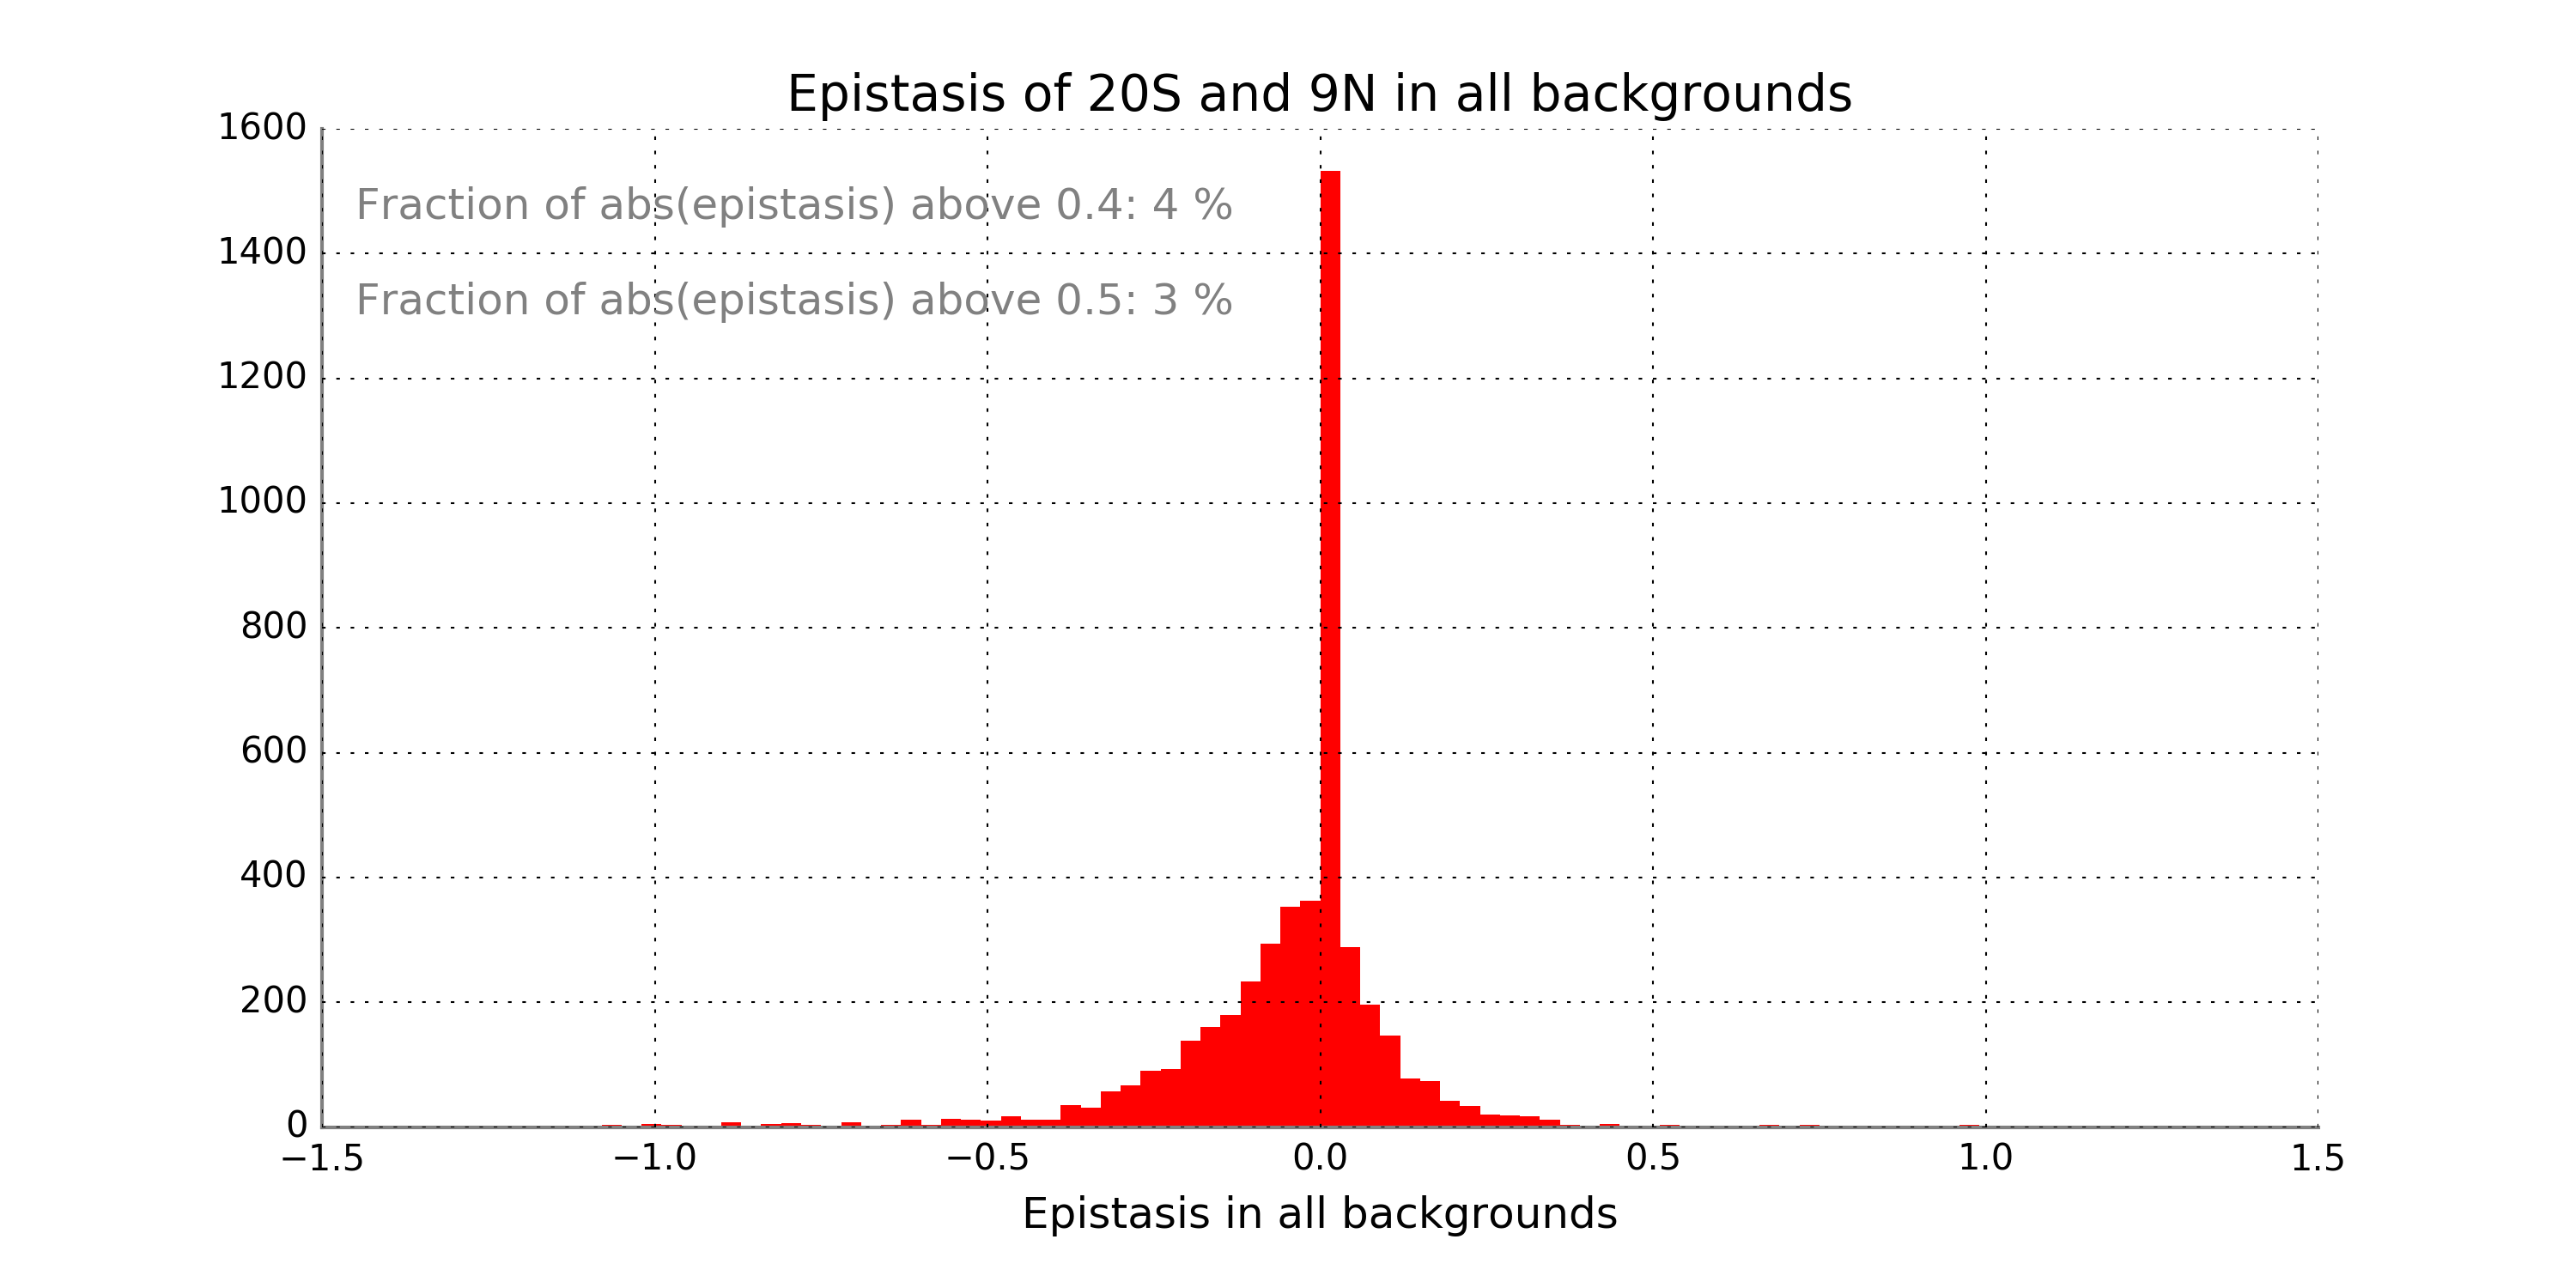 Epistasis of 20S and 9N in all backgrounds
1600
Fraction of abs(epistasis) above 0.4: 4 %
1400
Fraction of abs(epistasis) above 0.5: 3 %
1200
1000
800
600
400
200
0
−1.5 −1.0 −0.5 0.0 0.5 1.0 1.5
Epistasis in all backgrounds